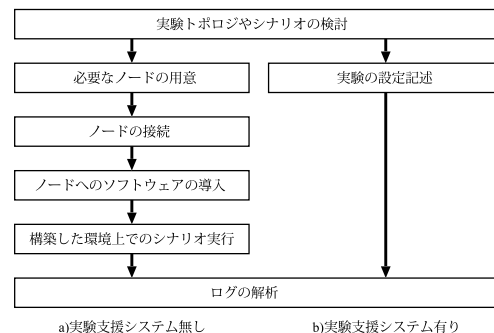 実験トポロジやシナリオの検討
必要なノードの用意
実験の設定記述
ノードの接続
ノードへのソフトウェアの導入
構築した環境上でのシナリオ実行
ログの解析
a)実験支援システム無し
b)実験支援システム有り